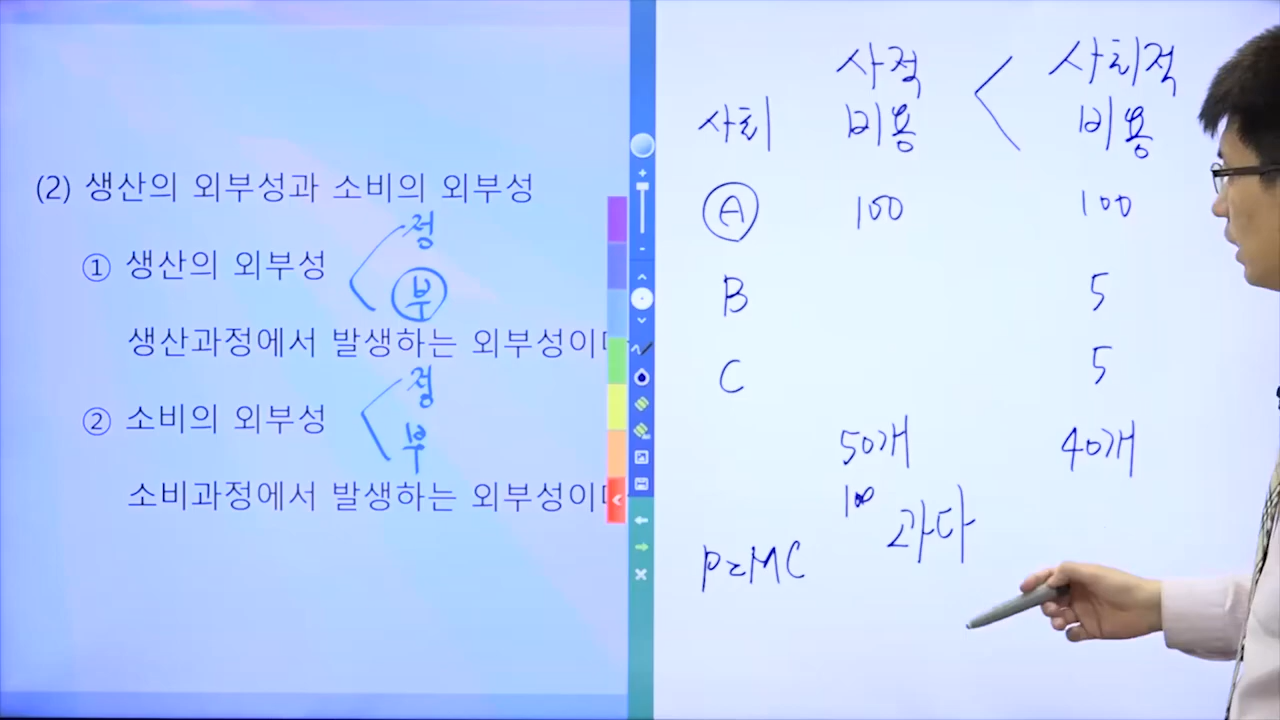 (2) 생산의 외부성과 소비의 외부성
정
① 생산의 외부성
부
생산과정에서 발생하는 외부성이
정
② 소비의 외부성
부
소비과정에서 발생하는 외부성이
사적 < 사회적
사회 비용 비용
A 100 100
B 5
C 5
50개 40개
100 과다
P=MC